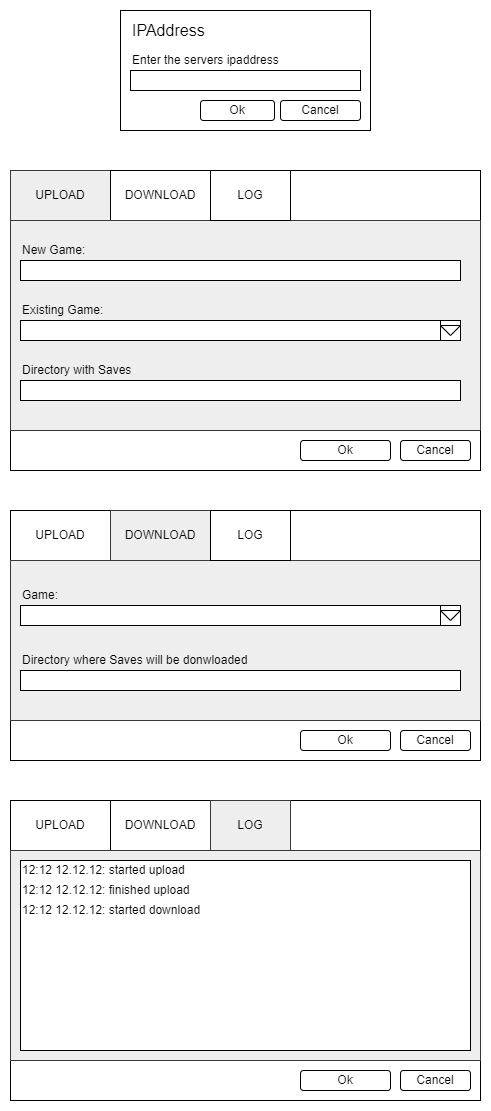 IPAddress
Enter the servers ipaddress
Ok Cancel
UPLOAD DOWNLOAD LOG
New Game:
Existing Game:
Directory with Saves
Ok Cancel
UPLOAD DOWNLOAD LOG
Game:
Directory where Saves will be donwloaded
Ok Cancel
UPLOAD DOWNLOAD LOG
12:12 12.12.12: started upload
12:12 12.12.12: finished upload
12:12 12.12.12: started download
Ok Cancel